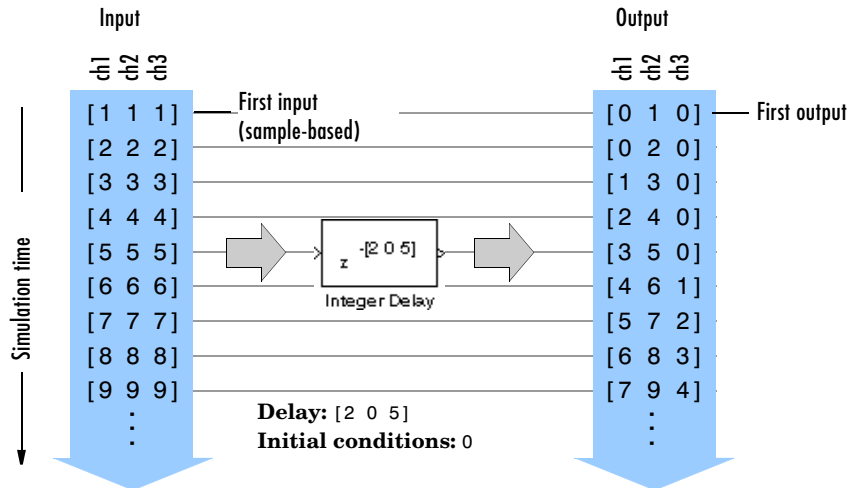 Input
Output
ch1 ch2 ch3
ch1 ch2 ch3
[1 1 1]
First input
(sample-based)
[0 1 0]
First output
[2 2 2]
[0 2 0]
[3 3 3]
[1 3 0]
[4 4 4]
[2 4 0]
[5 5 5]
z -[2 0 5]
[3 5 0]
[6 6 6]
Integer Delay
[4 6 1]
[7 7 7]
[5 7 2]
[8 8 8]
[6 8 3]
[9 9 9]
[7 9 4]
Simulation time
Delay: [2 0 5]
Initial conditions: 0